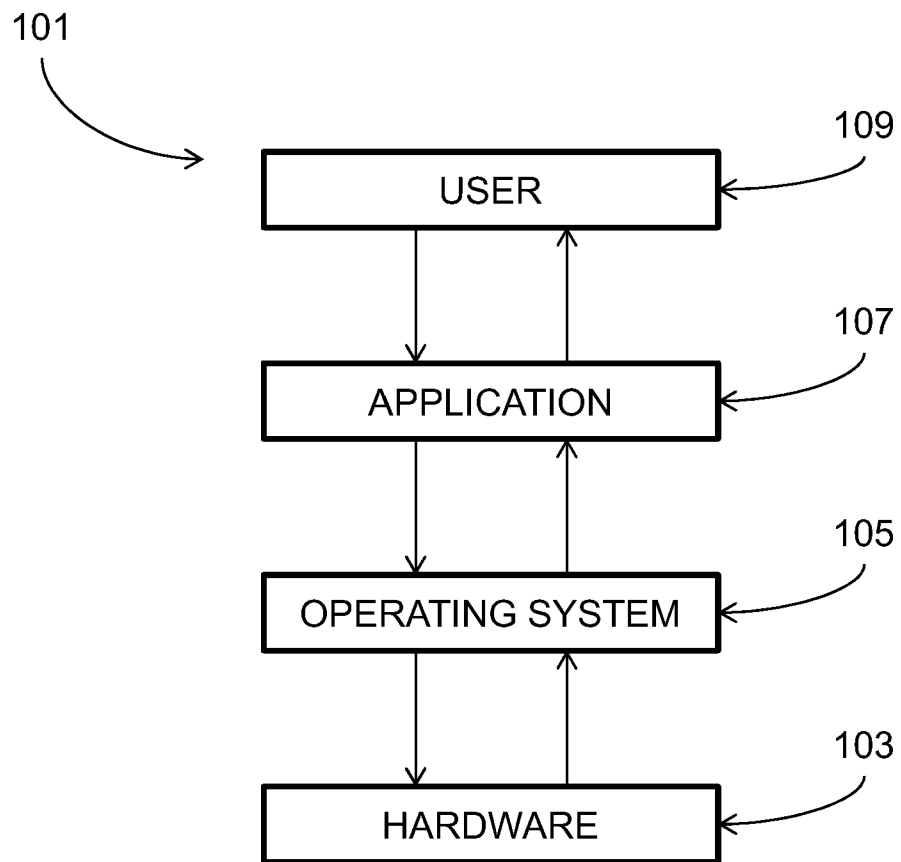 101
109
USER
107
APPLICATION
105
OPERATING SYSTEM
103
HARDWARE